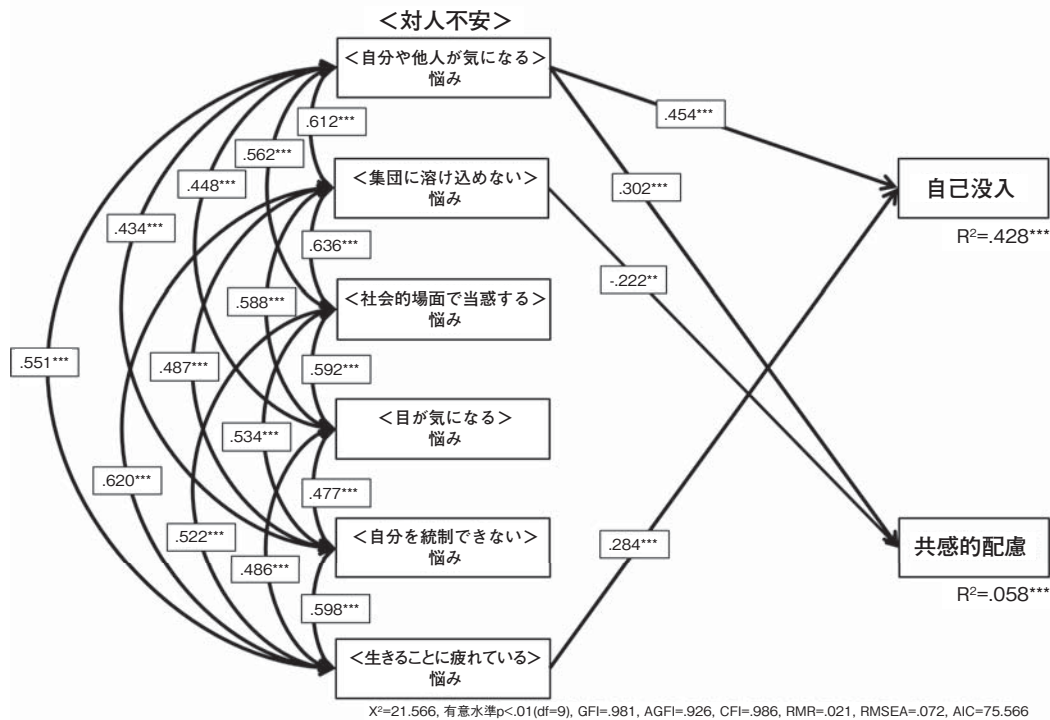 ＜対人不安＞
＜自分や他人が気になる＞
悩み
.612***
.454***
.562***
.448***
＜集団に溶け込めない＞
悩み
.302***
自己没入
.434***
R²=.428***
.636***
-.222**
＜社会的場面で当惑する＞
悩み
.588***
.551***
.487***
.592***
＜目が気になる＞
悩み
.534***
.620***
.477***
.522***
＜自分を統制できない＞
悩み
.284***
共感的配慮
.486***
R²=.058***
.598***
＜生きることに疲れている＞
悩み
X²=21.566, 有意水準p<.01(df=9), GFI=.981, AGFI=.926, CFI=.986, RMR=.021, RMSEA=.072, AIC=75.566